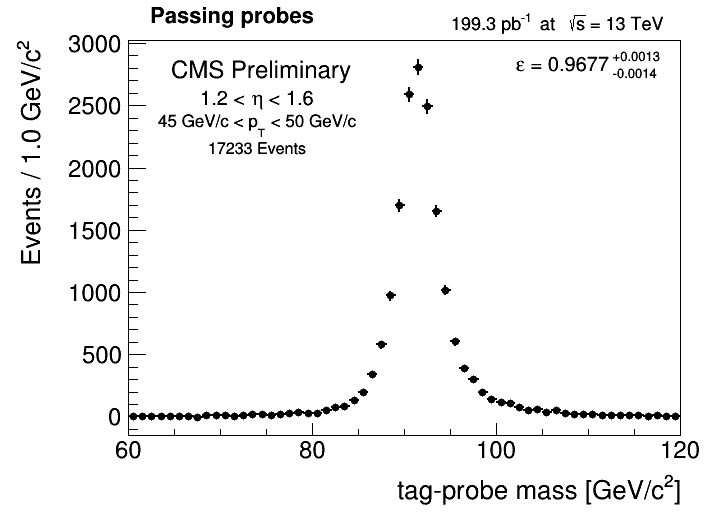 Passing probes
199.3 pb⁻¹ at √s = 13 TeV
CMS Preliminary
1.2 < η < 1.6
45 GeV/c < p_T < 50 GeV/c
17233 Events
ε = 0.9677 +0.0013 -0.0014
Events / 1.0 GeV/c²
3000
2500
2000
1500
1000
500
0
60 80 100 120
tag-probe mass [GeV/c²]